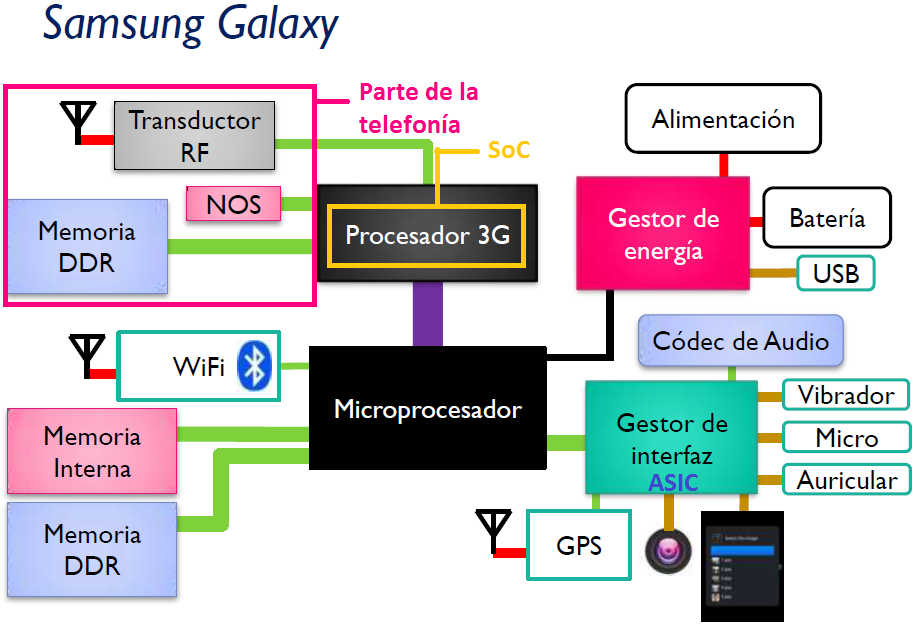 Samsung Galaxy
Parte de la
telefonía
Transductor
RF
SoC
Alimentación
NOS
Memoria
DDR
Procesador 3G
Gestor de
energía
Batería
USB
WiFi
Códec de Audio
Microprocesador
Vibrador
Gestor de
interfaz
ASIC
Micro
Auricular
Memoria
Interna
Memoria
DDR
GPS